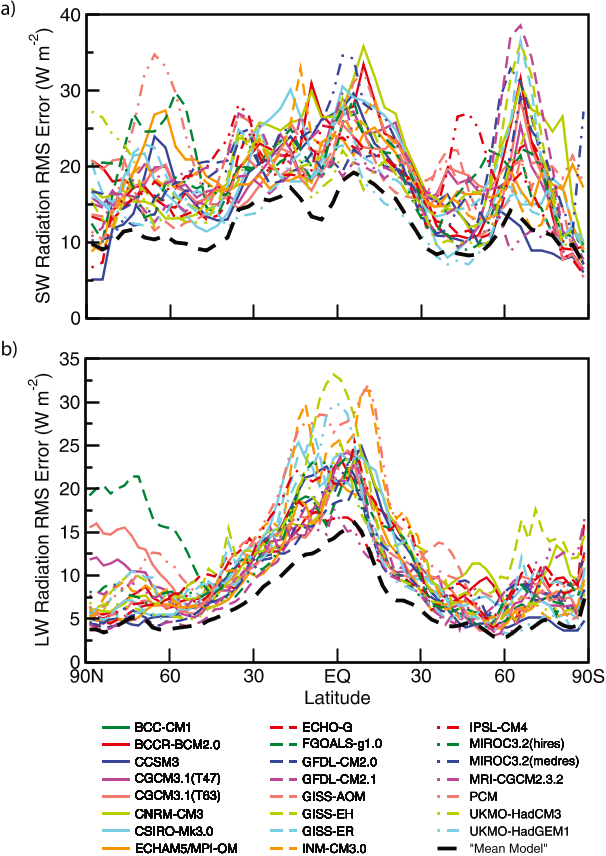 a)
SW Radiation RMS Error (W m-2)
40
30
20
10
0
b)
LW Radiation RMS Error (W m-2)
35
30
25
20
15
10
5
0
90N 60 30 EQ 30 60 90S
Latitude
BCC-CM1 ECHO-G IPSL-CM4
BCCR-BCM2.0 FGOALS-g1.0 MIROC3.2(hires)
CCSM3 GFDL-CM2.0 MIROC3.2(medres)
CGCM3.1(T47) GFDL-CM2.1 MRI-CGCM2.3.2
CGCM3.1(T63) GISS-AOM PCM
CNRM-CM3 GISS-EH UKMO-HadCM3
CSIRO-Mk3.0 GISS-ER UKMO-HadGEM1
ECHAM5/MPI-OM INM-CM3.0 "Mean Model"